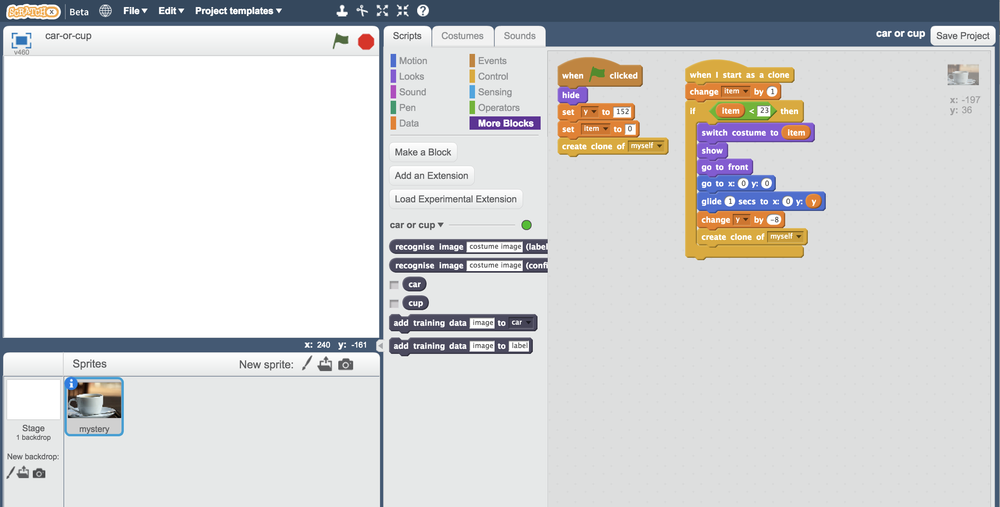 SCRATCHX Beta File Edit Project templates
car-or-cup
v460
Scripts Costumes Sounds
car or cup Save Project
Motion Events
Looks Control
Sound Sensing
Pen Operators
Data More Blocks
Make a Block
Add an Extension
Load Experimental Extension
car or cup
recognise image costume image (label
recognise image costume image (confi
car
cup
add training data image to car
add training data image to label
when clicked
hide
set y to 152
set item to 0
create clone of myself
when I start as a clone
change item by 1
if item < 23 then
switch costume to item
show
go to front
go to x: 0 y: 0
glide 1 secs to x: 0 y: y
change y by -8
create clone of myself
x: -197
y: 36
x: 240 y: -161
Sprites New sprite:
Stage
1 backdrop
New backdrop:
mystery